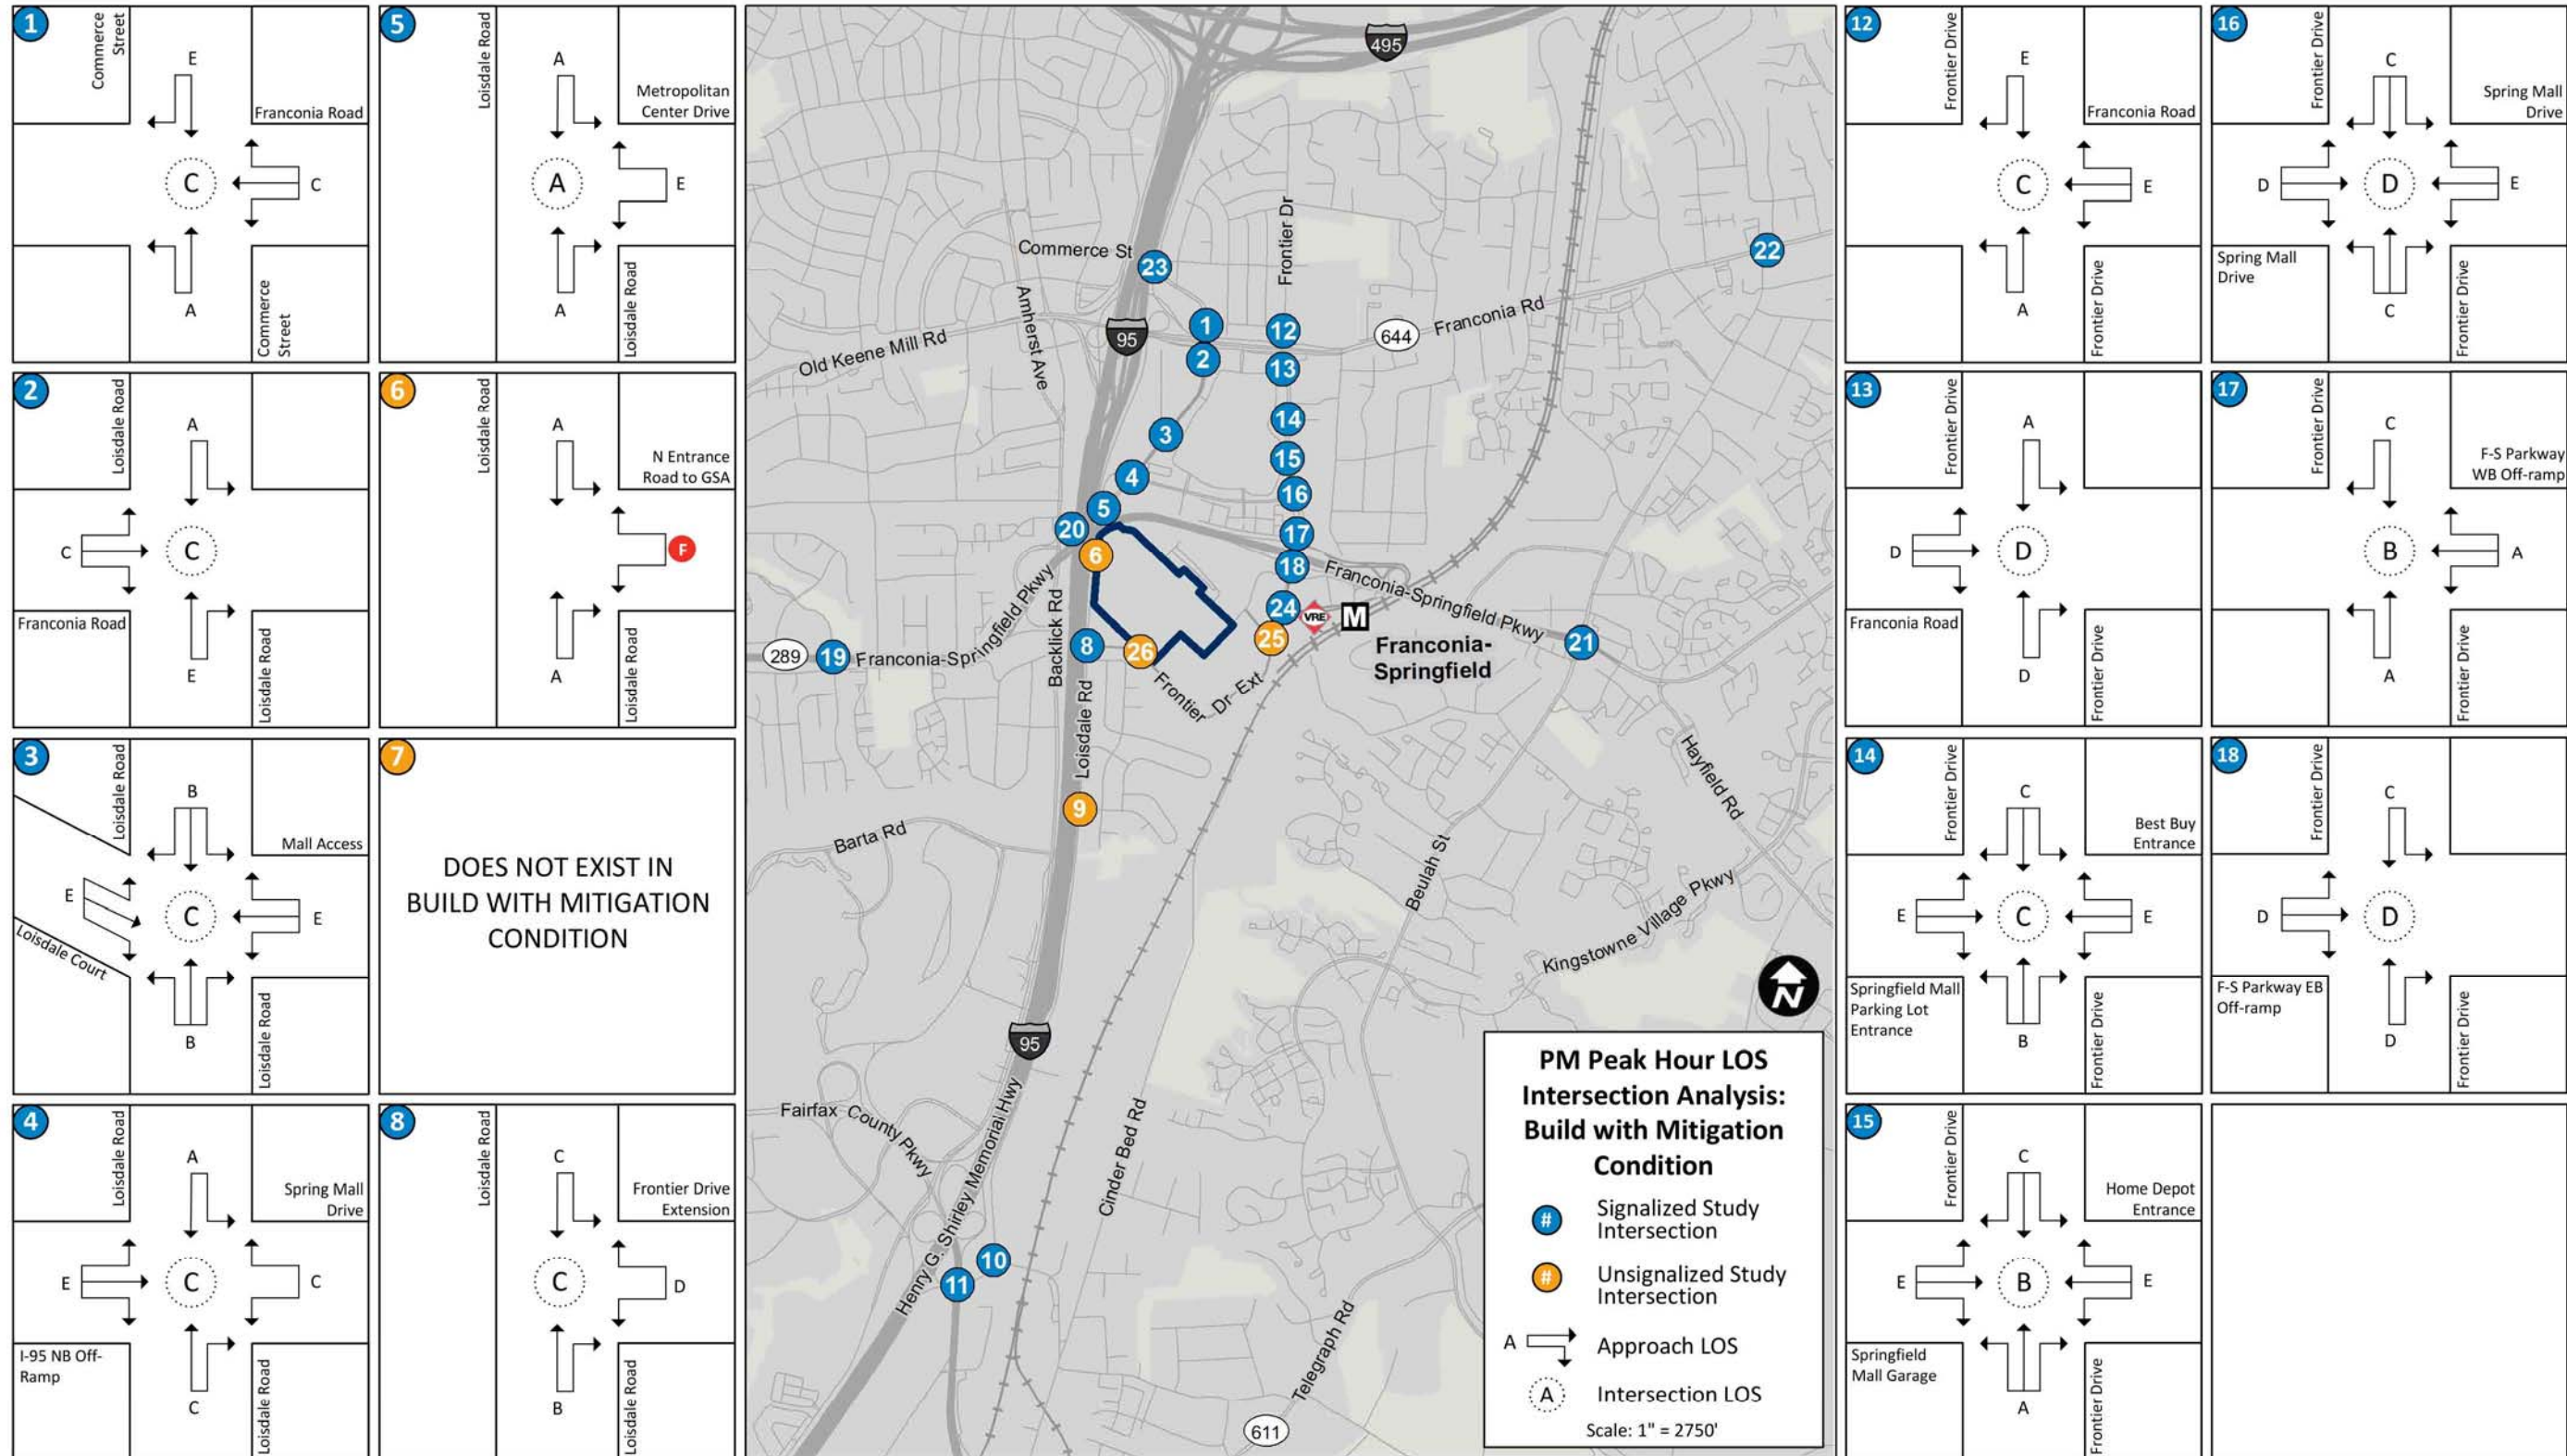 1
Commerce
Street
E
Franconia Road
C
C
A
Commerce
Street
5
Loisdale Road
A
Metropolitan
Center Drive
A
E
A
Loisdale Road
2
Loisdale Road
A
C
C
Franconia Road
E
Loisdale Road
6
Loisdale Road
A
N Entrance
Road to GSA
F
A
Loisdale Road
3
Loisdale Road
B
Mall Access
E
C
E
Loisdale Court
B
Loisdale Road
7
DOES NOT EXIST IN
BUILD WITH MITIGATION
CONDITION
4
Loisdale Road
A
Spring Mall
Drive
E
C
C
I-95 NB Off-
Ramp
C
Loisdale Road
8
Loisdale Road
C
Frontier Drive
Extension
C
D
B
Loisdale Road
495
Commerce St
23
Frontier Dr
22
Amherst Ave
1
12
95
644
Franconia Rd
Old Keene Mill Rd
2
13
14
3
15
4
16
5
20
17
6
18
Franconia-Springfield Pkwy
24
VRE
M
25
21
8
26
Franconia-
Springfield
289
19
Franconia-Springfield Pkwy
Backlick Rd
Frontier Dr Ext
Loisdale Rd
Hayfield Rd
9
Barta Rd
Beulah St
Kingstowne Village Pkwy
N
95
Fairfax County Pkwy
Henry G. Shirley Memorial Hwy
Cinder Bed Rd
10
11
Telegraph Rd
611
PM Peak Hour LOS
Intersection Analysis:
Build with Mitigation
Condition
# Signalized Study
Intersection
# Unsignalized Study
Intersection
A Approach LOS
A Intersection LOS
Scale: 1" = 2750'
12
Frontier Drive
E
Franconia Road
C
E
A
Frontier Drive
16
Frontier Drive
C
Spring Mall
Drive
D
D
E
Spring Mall
Drive
C
Frontier Drive
13
Frontier Drive
A
D
D
Franconia Road
D
Frontier Drive
17
Frontier Drive
C
F-S Parkway
WB Off-ramp
B
A
A
Frontier Drive
14
Frontier Drive
C
Best Buy
Entrance
E
C
E
Springfield Mall
Parking Lot
Entrance
B
Frontier Drive
18
Frontier Drive
C
D
D
F-S Parkway EB
Off-ramp
D
Frontier Drive
15
Frontier Drive
C
Home Depot
Entrance
E
B
E
Springfield
Mall Garage
A
Frontier Drive